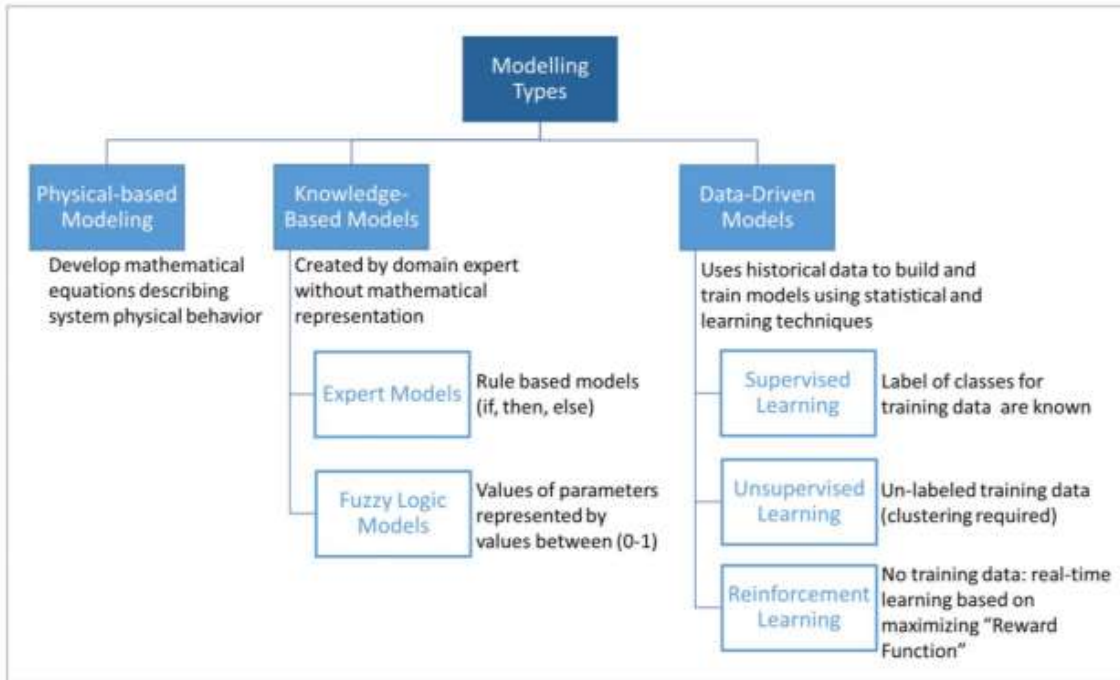 Modelling
Types
Physical-based
Modeling
Develop mathematical
equations describing
system physical behavior
Knowledge-
Based Models
Created by domain expert
without mathematical
representation
Expert Models
Rule based models
(if, then, else)
Fuzzy Logic
Models
Values of parameters
represented by
values between (0-1)
Data-Driven
Models
Uses historical data to build and
train models using statistical and
learning techniques
Supervised
Learning
Label of classes for
training data are known
Unsupervised
Learning
Un-labeled training data
(clustering required)
Reinforcement
Learning
No training data: real-time
learning based on
maximizing “Reward
Function”